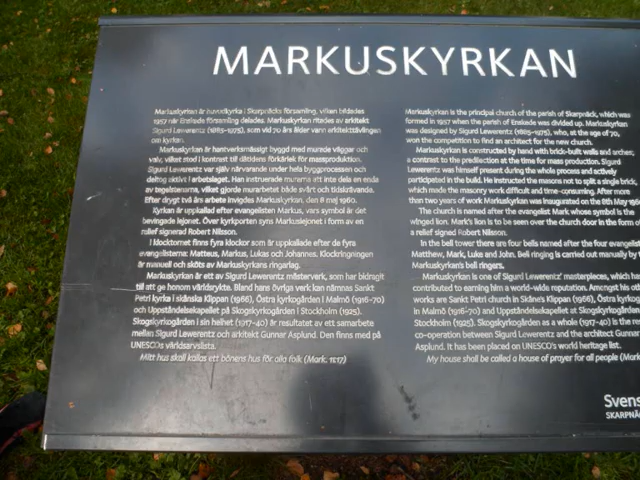 MARKUSKYRKAN
Markuskyrkan är huvudkyrka i Skarpnäcks församling, vilken bildades
1957 när Enskede församling delades. Markuskyrkan ritades av arkitekt
Sigurd Lewerentz (1885-1975), som vid 70 års ålder vann arkitekttävlingen
om kyrkan.
Markuskyrkan är hantverksmässigt byggd med murade väggar och
valv, vilket stod i kontrast till dåtidens förkärlek för massproduktion.
Sigurd Lewerentz var själv närvarande under hela byggprocessen och
deltog aktivt i arbetslaget. Han instruerade murarna att inte dela en enda
av tegelstenarna, vilket gjorde murarbetet både svårt och tidskrävande.
Efter drygt två års arbete invigdes Markuskyrkan, den 8 maj 1960.
Kyrkan är uppkallad efter evangelisten Markus, vars symbol är det
bevingade lejonet. Över kyrkporten syns Markuslejonet i form av en
relief signerad Robert Nilsson.
I klocktornet finns fyra klockor som är uppkallade efter de fyra
evangelisterna: Matteus, Markus, Lukas och Johannes. Klockringningen
är manuell och sköts av Markuskyrkans ringarlag.
Markuskyrkan är ett av Sigurd Lewerentz mästerverk, som har bidragit
till att ge honom världsrykte. Bland hans övriga verk kan nämnas Sankt
Petri kyrka i skånska Klippan (1966), Östra kyrkogården i Malmö (1916-70)
och Uppståndelsekapellet på Skogskyrkogården i Stockholm (1925).
Skogskyrkogården i sin helhet (1917-40) är resultatet av ett samarbete
mellan Sigurd Lewerentz och arkitekt Gunnar Asplund. Den finns med på
UNESCOs världsarvslista.
Mitt hus skall kallas ett bönens hus för alla folk (Mark. 11:17)
Markuskyrkan is the principal church of the parish of Skarpnäck, which was
formed in 1957 when the parish of Enskede was divided up. Markuskyrkan
was designed by Sigurd Lewerentz (1885-1975), who, at the age of 70,
won the competition to find an architect for the new church.
Markuskyrkan is constructed by hand with brick-built walls and arches,
a contrast to the predilection at the time for mass production. Sigurd
Lewerentz was himself present during the whole process and actively
participated in the build. He instructed the masons not to split a single brick,
which made the masonry work difficult and time-consuming. After more
than two years of work Markuskyrkan was inaugurated on the 8th May
The church is named after the evangelist Mark whose symbol is the
winged lion. Mark's lion is to be seen over the church door in the form of
a relief signed Robert Nilsson.
In the bell tower there are four bells named after the four
Matthew, Mark, Luke and John. Bell ringing is carried out manually by
Markuskyrkan's bell ringers.
Markuskyrkan is one of Sigurd Lewerentz' masterpieces, which
contributed to earning him a world-wide reputation. Amongst his
works are Sankt Petri church in Skåne's Klippan (1966), Östra
in Malmö (1916-70) and Uppståndelsekapellet på Skogskyrkogården
Stockholm (1925). Skogskyrkogården as a whole (1917-40) is the
co-operation between Sigurd Lewerentz and the architect Gunnar
Asplund. It has been placed on UNESCO's world heritage list.
My house shall be called a house of prayer for all people